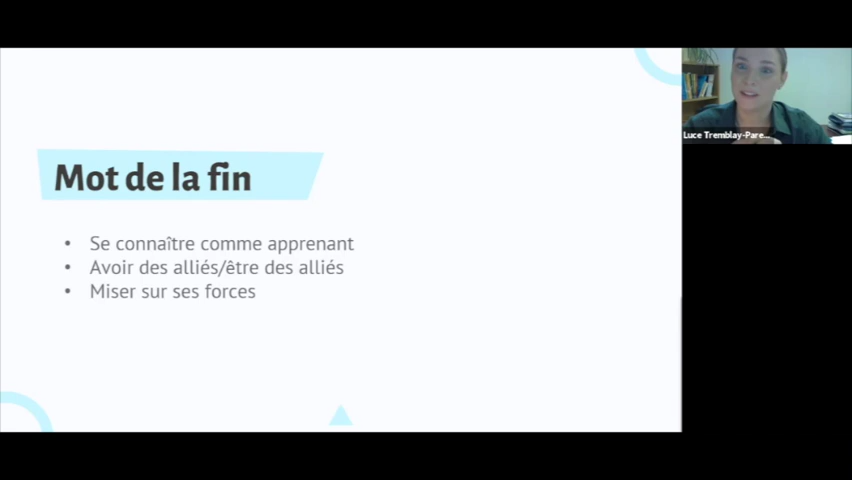 Mot de la fin
• Se connaître comme apprenant
• Avoir des alliés/être des alliés
• Miser sur ses forces
Luce Tremblay-Pare...